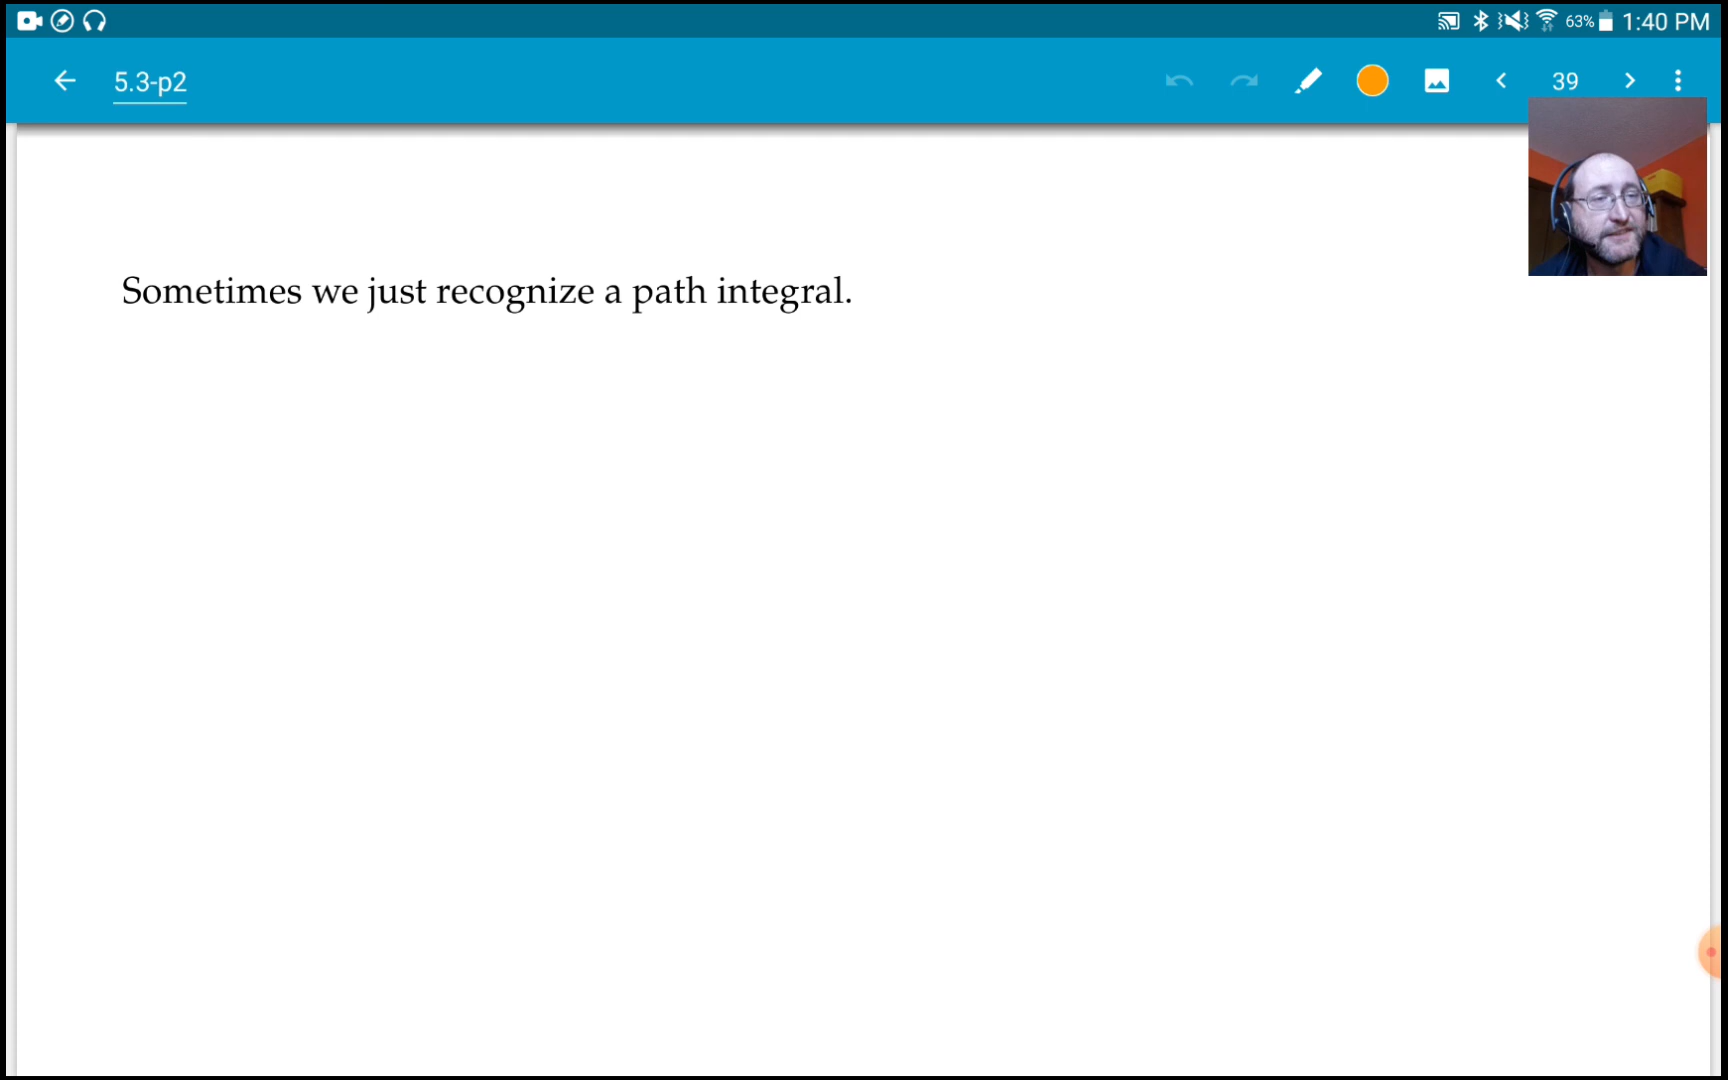 63% 1:40 PM
5.3-p2 39
Sometimes we just recognize a path integral.